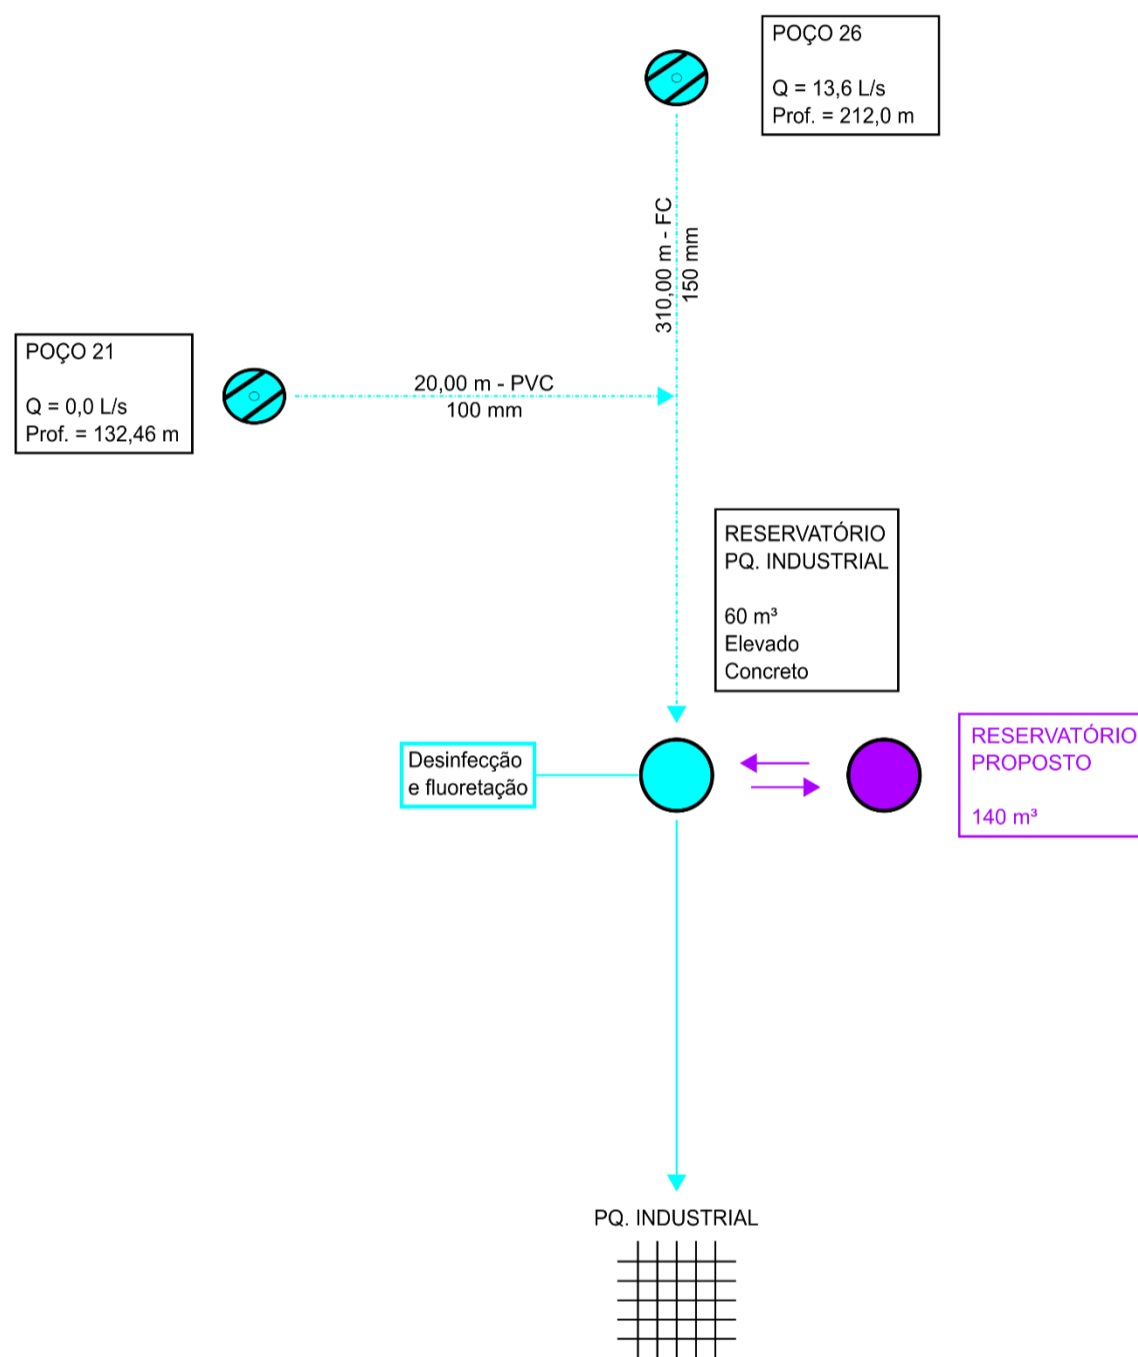 POÇO 26
Q = 13,6 L/s
Prof. = 212,0 m
310,00 m - FC
150 mm
POÇO 21
Q = 0,0 L/s
Prof. = 132,46 m
20,00 m - PVC
100 mm
RESERVATÓRIO
PQ. INDUSTRIAL
60 m³
Elevado
Concreto
Desinfecção
e fluoretação
RESERVATÓRIO
PROPOSTO
140 m³
PQ. INDUSTRIAL